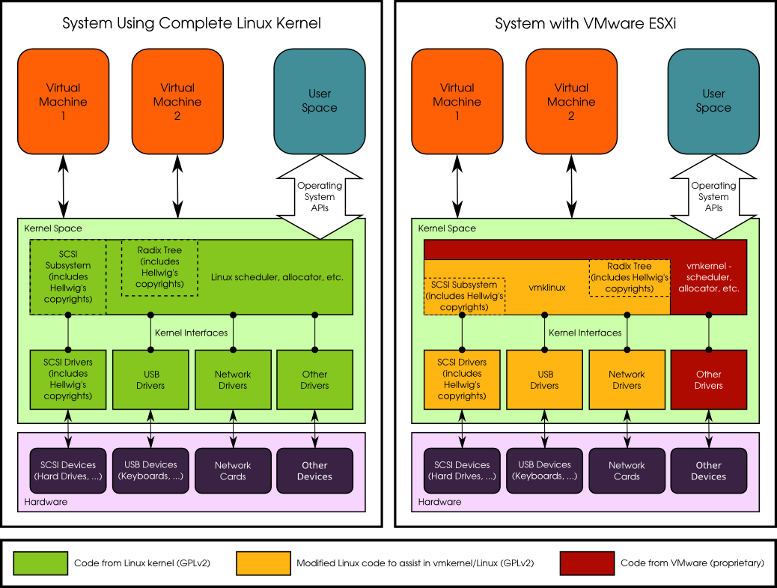 System Using Complete Linux Kernel
Virtual
Machine
1
Virtual
Machine
2
User
Space
Operating
System
APIs
Kernel Space
SCSI
Subsystem
(includes
Hellwig's
copyrights)
Radix Tree
(includes
Hellwig's
copyrights)
Linux scheduler, allocator, etc.
Kernel Interfaces
SCSI Drivers
(includes
Hellwig's
copyrights)
USB
Drivers
Network
Drivers
Other
Drivers
SCSI Devices
(Hard Drives, ...)
USB Devices
(Keyboards, ...)
Network
Cards
Other
Devices
Hardware
System with VMware ESXi
Virtual
Machine
1
Virtual
Machine
2
User
Space
Operating
System
APIs
Kernel Space
SCSI Subsystem
(includes Hellwig's
copyrights)
vmklinux
Radix Tree
(includes Hellwig's
copyrights)
vmkernel -
scheduler,
allocator, etc.
Kernel Interfaces
SCSI Drivers
(includes
Hellwig's
copyrights)
USB
Drivers
Network
Drivers
Other
Drivers
SCSI Devices
(Hard Drives, ...)
USB Devices
(Keyboards, ...)
Network
Cards
Other
Devices
Hardware
Code from Linux kernel (GPLv2)
Modified Linux code to assist in vmkernel/Linux (GPLv2)
Code from VMware (proprietary)